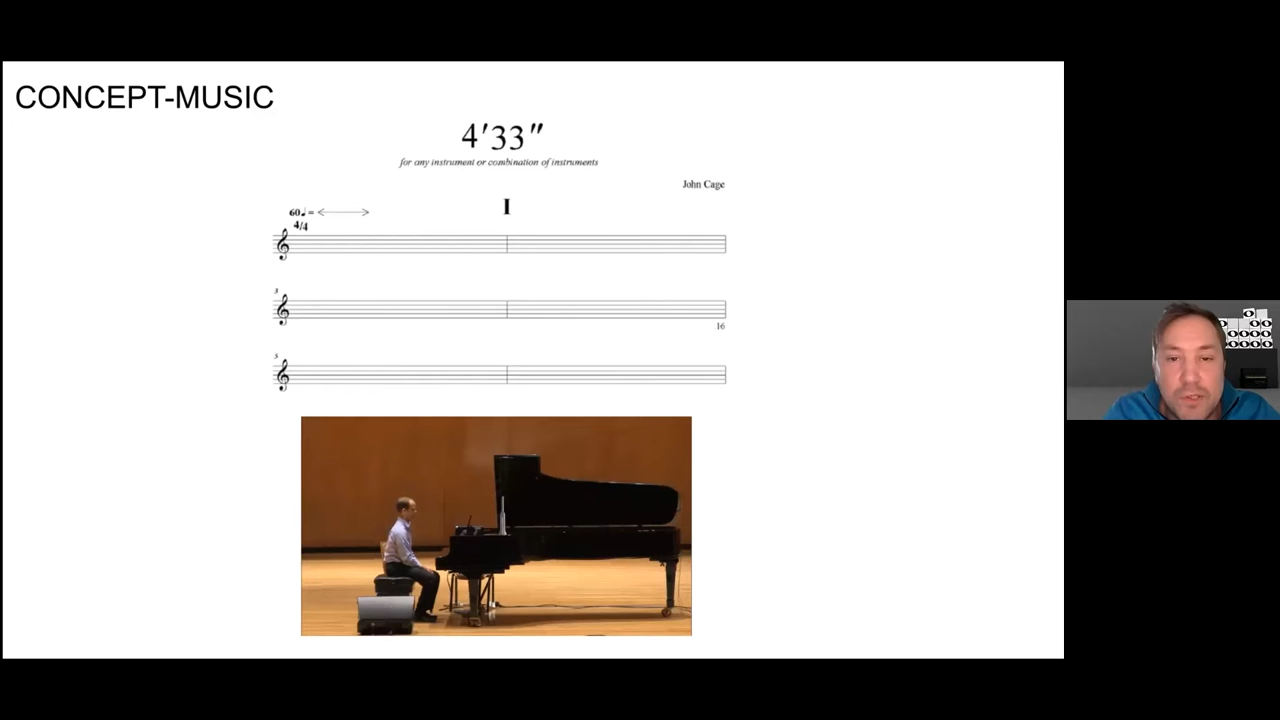 CONCEPT-MUSIC
4'33"
for any instrument or combination of instruments
John Cage
I
60♩ =
4/4
3
16
3